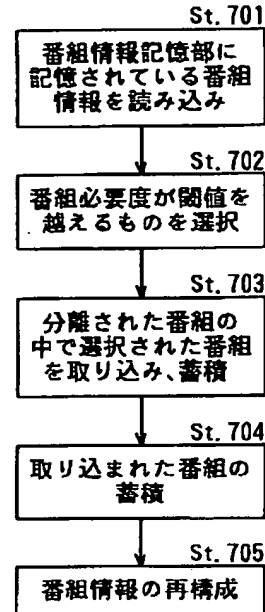 St. 701
番組情報記憶部に
記憶されている番組
情報を読み込み
St. 702
番組必要度が閾値を
越えるものを選択
St. 703
分離された番組の
中で選択された番組
を取り込み、蓄積
St. 704
取り込まれた番組の
蓄積
St. 705
番組情報の再構成